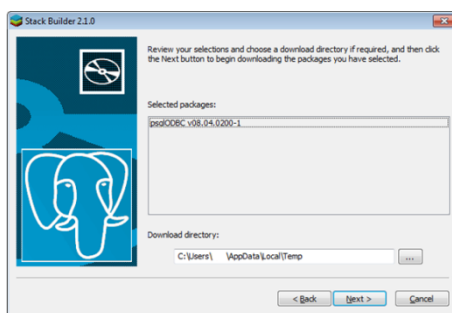 Stack Builder 2.1.0
Review your selections and choose a download directory if required, and then click
the Next button to begin downloading the packages you have selected.
Selected packages:
psqlODBC v08.04.0200-1
Download directory:
C:\Users\ \AppData\Local\Temp
...
< Back
Next >
Cancel